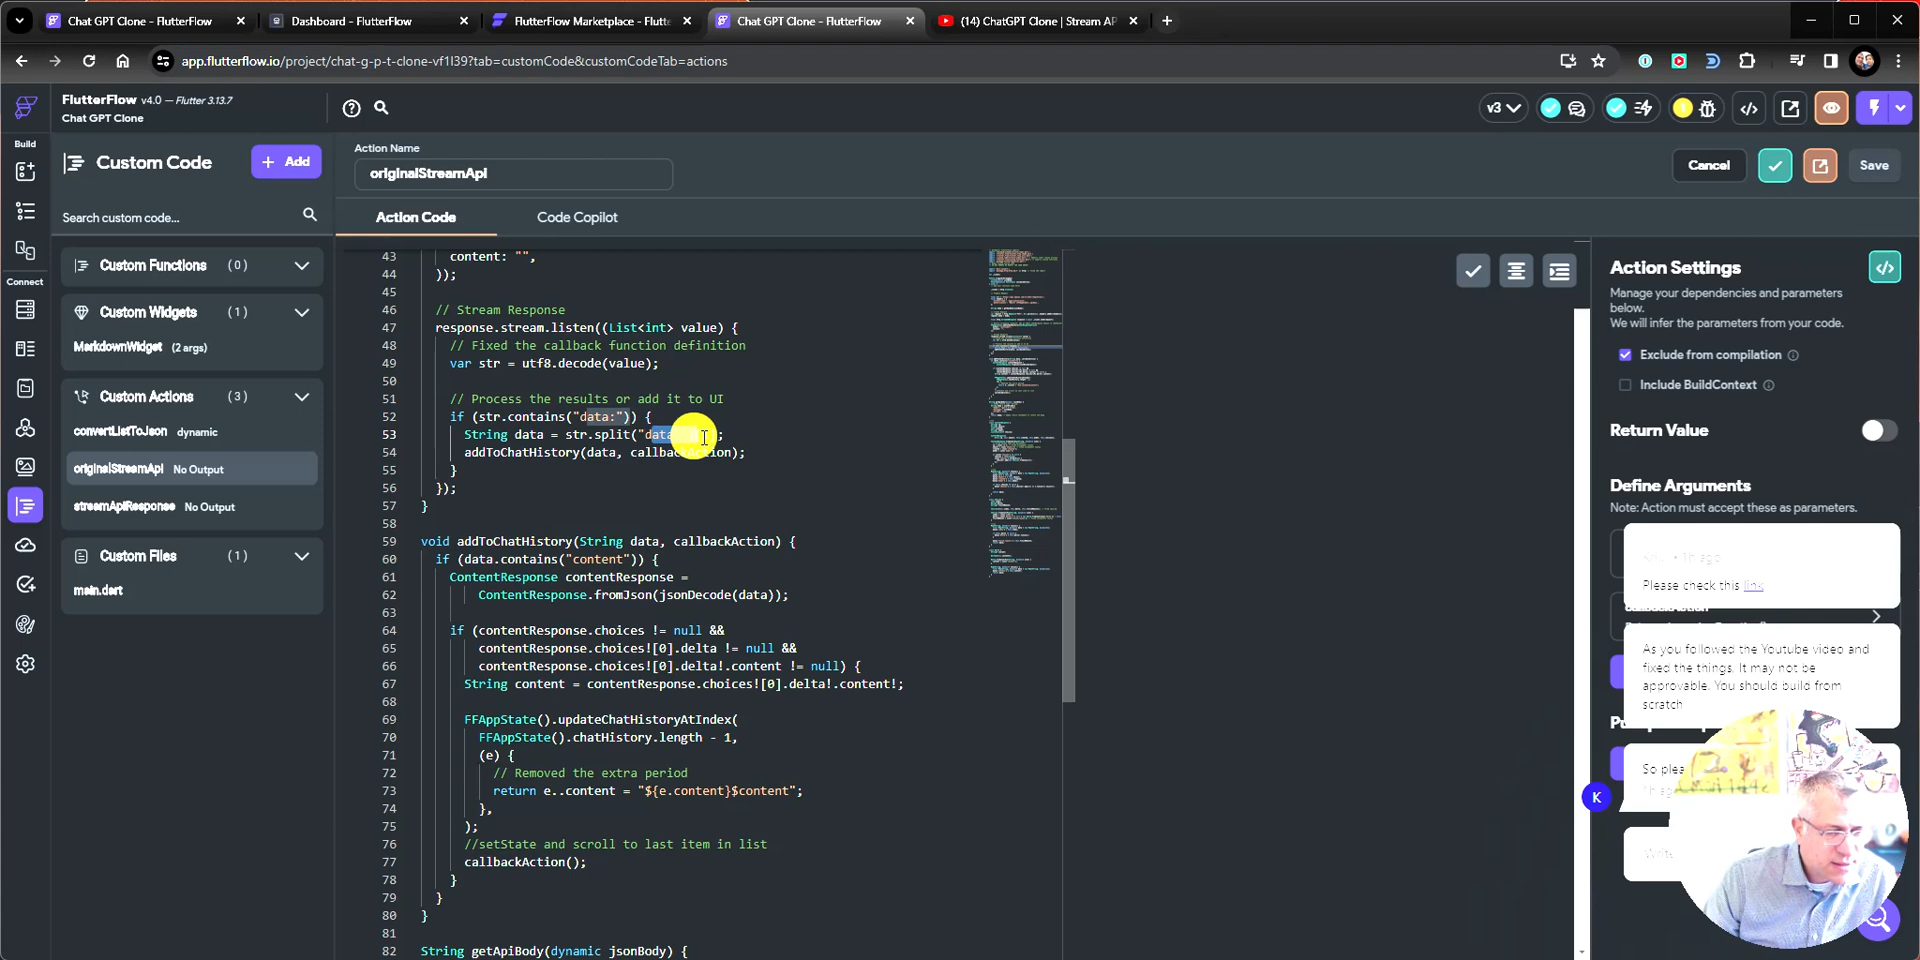 Chat GPT Clone - FlutterFlow
Dashboard - FlutterFlow
FlutterFlow Marketplace - Flutte
Chat GPT Clone - FlutterFlow
(14) ChatGPT Clone | Stream AP
app.flutterflow.io/project/chat-g-p-t-clone-vf1l39?tab=customCode&customCodeTab=actions
FlutterFlow v4.0 — Flutter 3.13.7
Chat GPT Clone
v3
Build
Connect
Custom Code
+ Add
Search custom code...
Custom Functions (0)
Custom Widgets (1)
MarkdownWidget (2 args)
Custom Actions (3)
convertListToJson dynamic
originalStreamApi No Output
streamApiResponse No Output
Custom Files (1)
main.dart
Action Name
originalStreamApi
Cancel
Save
Action Code
Code Copilot
43 content: "",
44 ));
45
46 // Stream Response
47 response.stream.listen((List<int> value) {
48 // Fixed the callback function definition
49 var str = utf8.decode(value);
50
51 // Process the results or add it to UI
52 if (str.contains("data:")) {
53 String data = str.split("data ;
54 addToChatHistory(data, callbackAction);
55 }
56 });
57 }
58
59 void addToChatHistory(String data, callbackAction) {
60 if (data.contains("content")) {
61 ContentResponse contentResponse =
62 ContentResponse.fromJson(jsonDecode(data));
63
64 if (contentResponse.choices != null &&
65 contentResponse.choices![0].delta != null &&
66 contentResponse.choices![0].delta!.content != null) {
67 String content = contentResponse.choices![0].delta!.content!;
68
69 FFAppState().updateChatHistoryAtIndex(
70 FFAppState().chatHistory.length - 1,
71 (e) {
72 // Removed the extra period
73 return e..content = "${e.content}$content";
74 },
75 );
76 //setState and scroll to last item in list
77 callbackAction();
78 }
79 }
80 }
81
82 String getApiBody(dynamic jsonBody) {
Action Settings
Manage your dependencies and parameters
below.
We will infer the parameters from your code.
Exclude from compilation
Include BuildContext
Return Value
Define Arguments
Note: Action must accept these as parameters.
1h ago
Please check this link
As you followed the Youtube video and
fixed the things. It may not be
approvable. You should build from
scratch
So plea
K